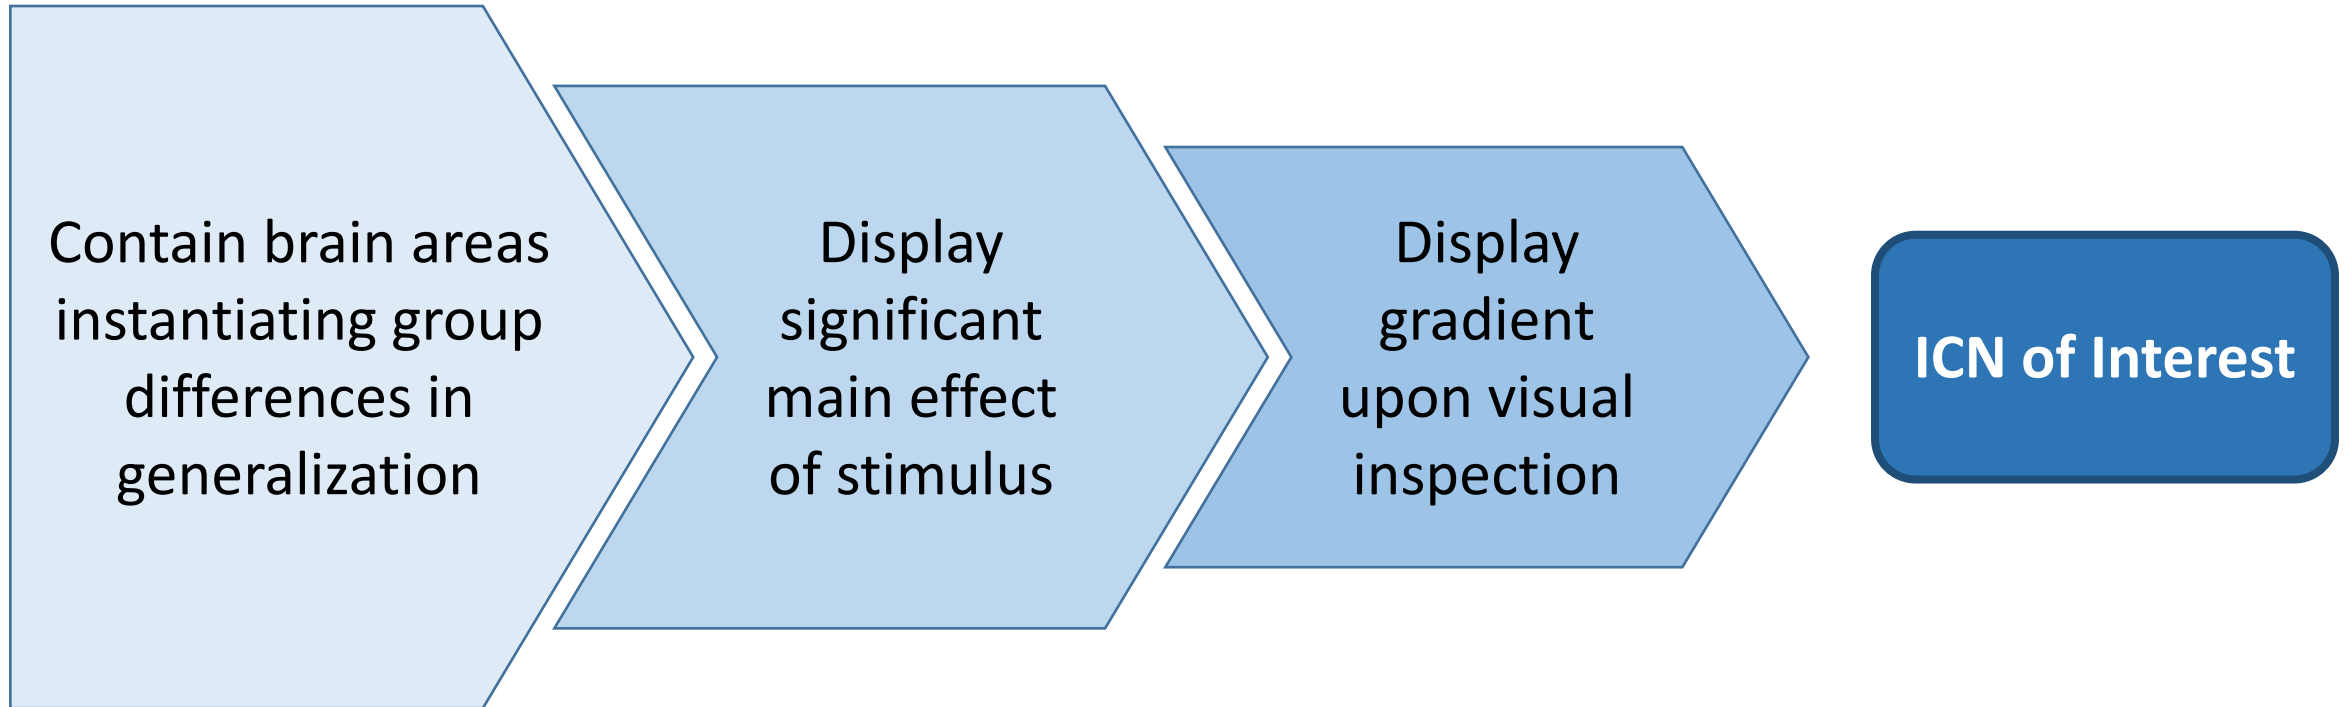 Contain brain areas
instantiating group
differences in
generalization
Display
significant
main effect
of stimulus
Display
gradient
upon visual
inspection
ICN of Interest